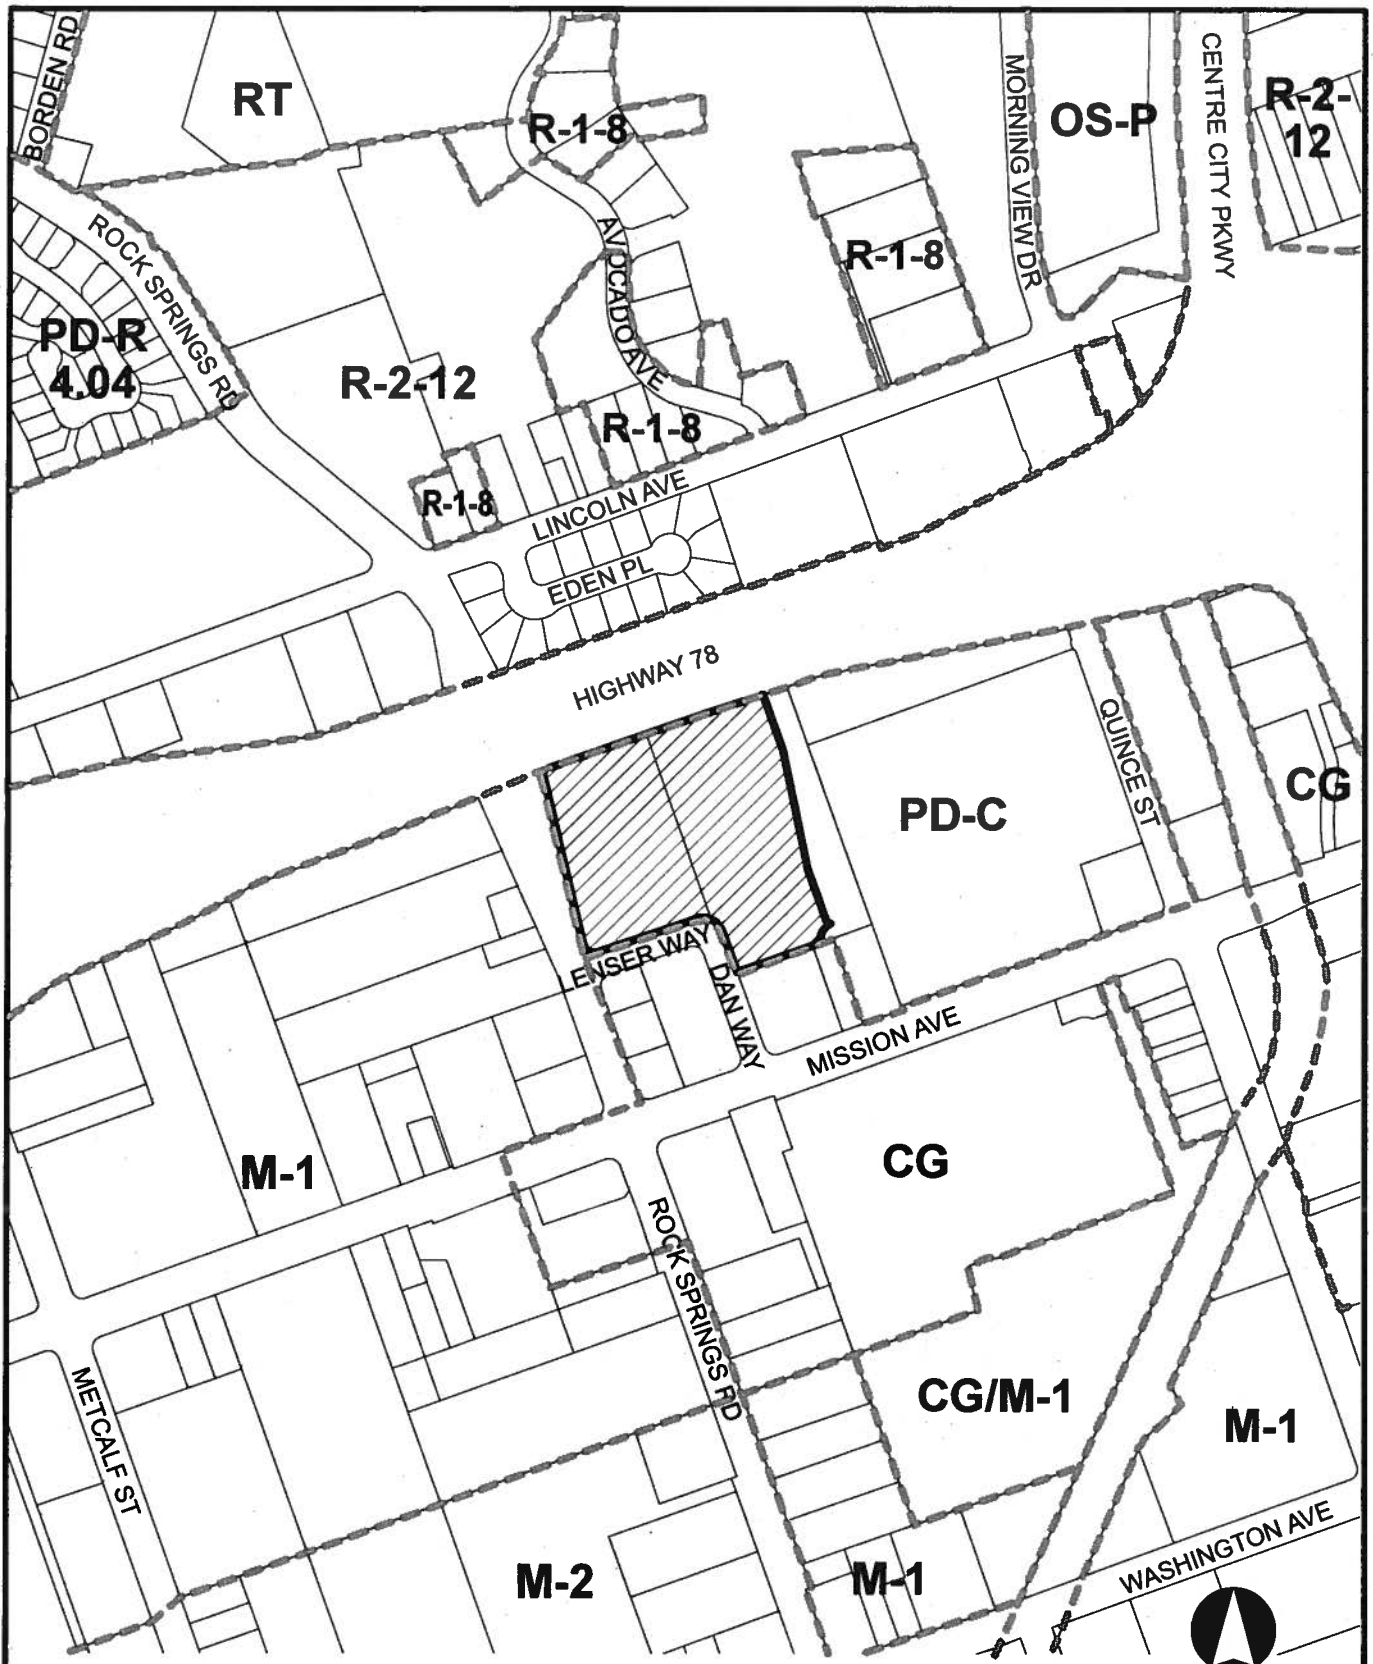 BORDEN RD
RT
R-1-8
MORNING VIEW DR
OS-P
CENTRE CITY PKWY
R-2-
12
ROCK SPRINGS RD
AVOCADO AVE
R-1-8
PD-R
4.04
R-2-12
R-1-8
R-1-8
LINCOLN AVE
EDEN PL
HIGHWAY 78
QUINCE ST
PD-C
CG
LENSER WAY
DAN WAY
MISSION AVE
M-1
CG
ROCK SPRINGS RD
METCALF ST
CG/M-1
M-1
M-2
M-1
WASHINGTON AVE